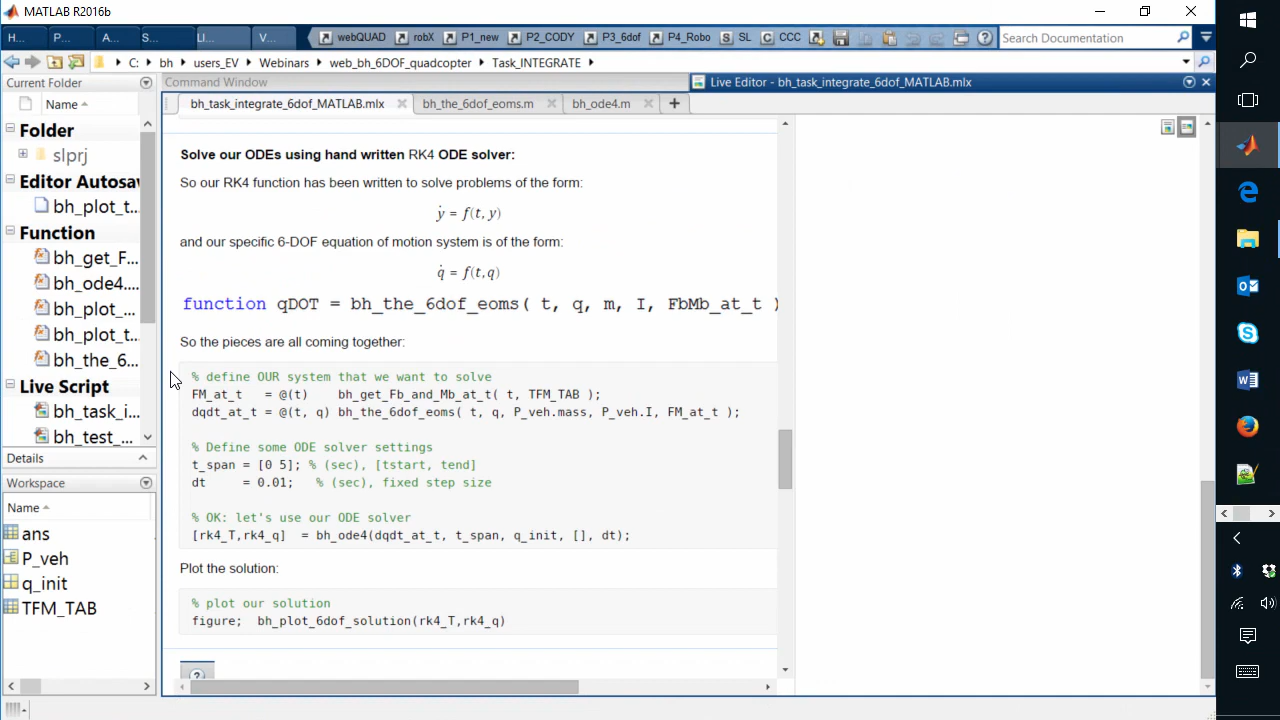 MATLAB R2016b
H... P... A... S... LI... V... webQUAD robX P1_new P2_CODY P3_6dof P4_Robo SL CCC Search Documentation
C: bh users_EV Webinars web_bh_6DOF_quadcopter Task_INTEGRATE
Current Folder
Command Window
Live Editor - bh_task_integrate_6dof_MATLAB.mlx
Name
bh_task_integrate_6dof_MATLAB.mlx bh_the_6dof_eoms.m bh_ode4.m
Folder
slprj
Editor Autosav
bh_plot_t...
Function
bh_get_F...
bh_ode4....
bh_plot_...
bh_plot_t...
bh_the_6...
Live Script
bh_task_i...
bh_test_...
Details
Workspace
Name
ans
P_veh
q_init
TFM_TAB
Solve our ODEs using hand written RK4 ODE solver:
So our RK4 function has been written to solve problems of the form:
ẏ = f(t, y)
and our specific 6-DOF equation of motion system is of the form:
q̇ = f(t,q)
function qDOT = bh_the_6dof_eoms( t, q, m, I, FbMb_at_t )
So the pieces are all coming together:
% define OUR system that we want to solve
FM_at_t = @(t) bh_get_Fb_and_Mb_at_t( t, TFM_TAB );
dqdt_at_t = @(t, q) bh_the_6dof_eoms( t, q, P_veh.mass, P_veh.I, FM_at_t );
% Define some ODE solver settings
t_span = [0 5]; % (sec), [tstart, tend]
dt = 0.01; % (sec), fixed step size
% OK: let's use our ODE solver
[rk4_T,rk4_q] = bh_ode4(dqdt_at_t, t_span, q_init, [], dt);
Plot the solution:
% plot our solution
figure; bh_plot_6dof_solution(rk4_T,rk4_q)